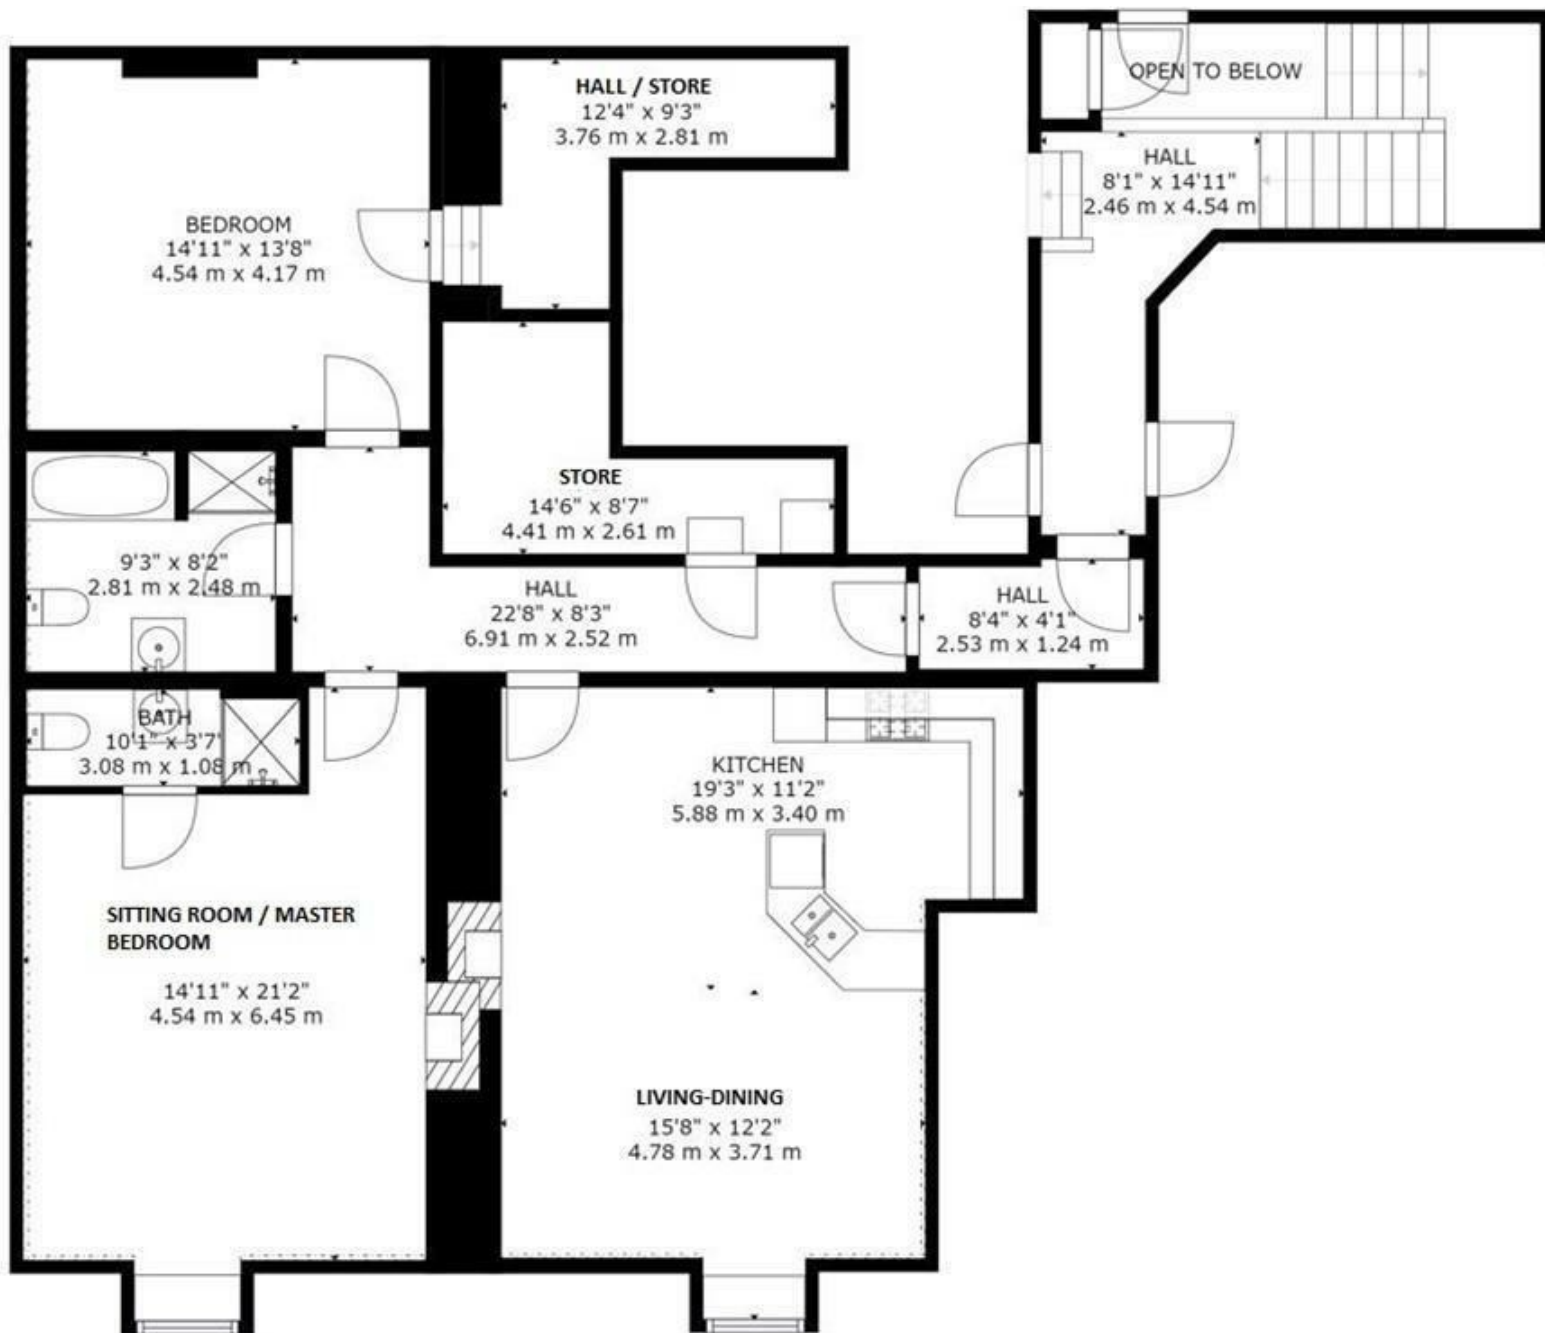 HALL / STORE
12'4" x 9'3"
3.76 m x 2.81 m
OPEN TO BELOW
HALL
8'1" x 14'11"
2.46 m x 4.54 m
BEDROOM
14'11" x 13'8"
4.54 m x 4.17 m
STORE
14'6" x 8'7"
4.41 m x 2.61 m
9'3" x 8'2"
2.81 m x 2.48 m
HALL
22'8" x 8'3"
6.91 m x 2.52 m
HALL
8'4" x 4'1"
2.53 m x 1.24 m
BATH
10'1" x 3'7"
3.08 m x 1.08 m
KITCHEN
19'3" x 11'2"
5.88 m x 3.40 m
SITTING ROOM / MASTER
BEDROOM
14'11" x 21'2"
4.54 m x 6.45 m
LIVING-DINING
15'8" x 12'2"
4.78 m x 3.71 m